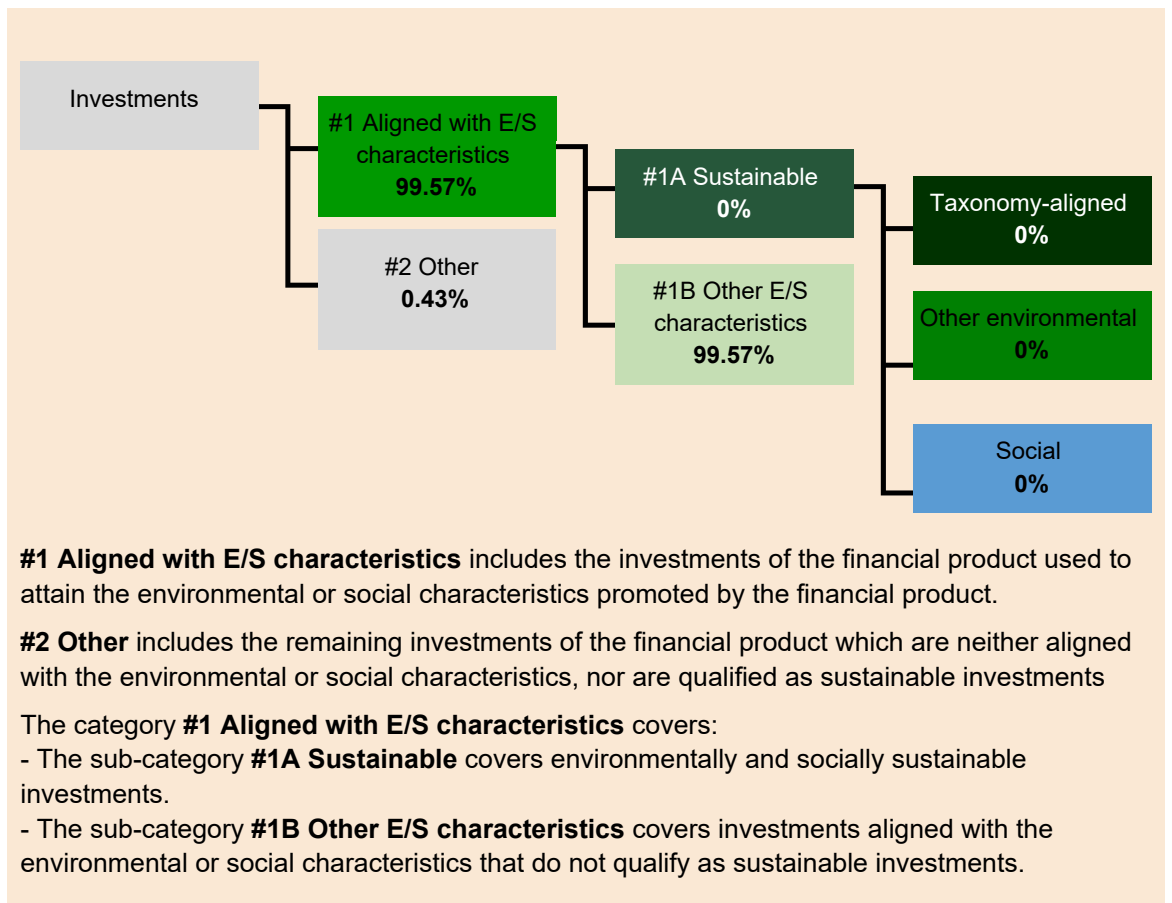 Investments
#1 Aligned with E/S
characteristics
99.57%
#2 Other
0.43%
#1A Sustainable
0%
#1B Other E/S
characteristics
99.57%
Taxonomy-aligned
0%
Other environmental
0%
Social
0%
#1 Aligned with E/S characteristics includes the investments of the financial product used to
attain the environmental or social characteristics promoted by the financial product.
#2 Other includes the remaining investments of the financial product which are neither aligned
with the environmental or social characteristics, nor are qualified as sustainable investments
The category #1 Aligned with E/S characteristics covers:
- The sub-category #1A Sustainable covers environmentally and socially sustainable
investments.
- The sub-category #1B Other E/S characteristics covers investments aligned with the
environmental or social characteristics that do not qualify as sustainable investments.